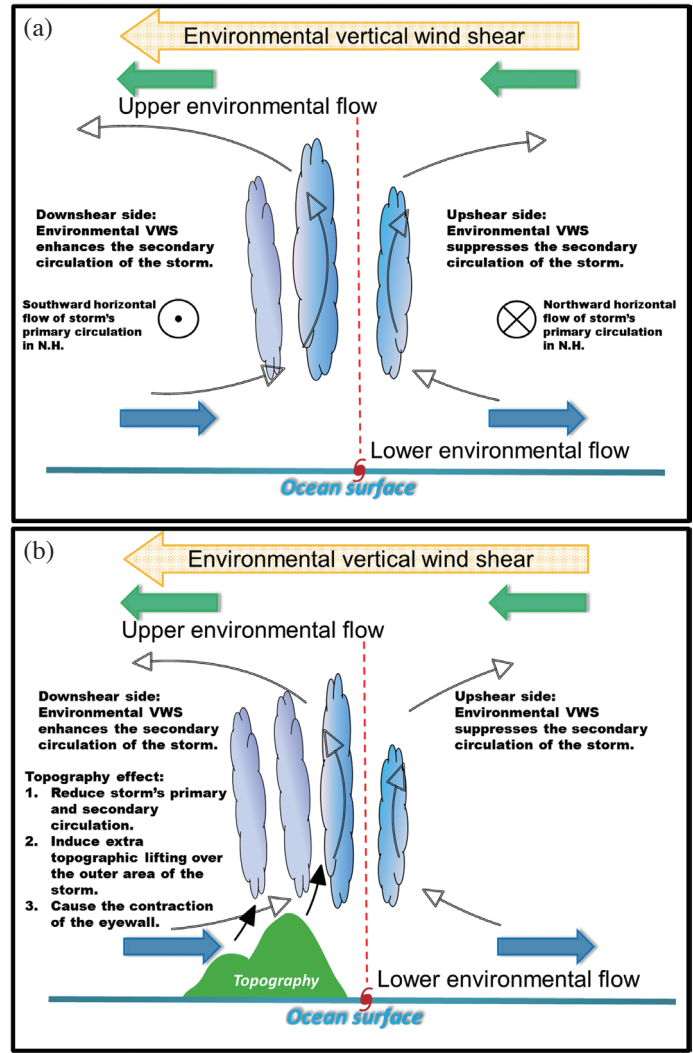 (a)
Environmental vertical wind shear
Upper environmental flow
Downshear side:
Environmental VWS
enhances the secondary
circulation of the storm.
Upshear side:
Environmental VWS
suppresses the secondary
circulation of the storm.
Southward horizontal
flow of storm's
primary circulation
in N.H.
Northward horizontal
flow of storm's
primary circulation
in N.H.
Lower environmental flow
Ocean surface
(b)
Environmental vertical wind shear
Upper environmental flow
Downshear side:
Environmental VWS
enhances the secondary
circulation of the storm.
Upshear side:
Environmental VWS
suppresses the secondary
circulation of the storm.
Topography effect:
1. Reduce storm's primary
and secondary
circulation.
2. Induce extra
topographic lifting over
the outer area of the
storm.
3. Cause the contraction
of the eyewall.
Topography
Lower environmental flow
Ocean surface